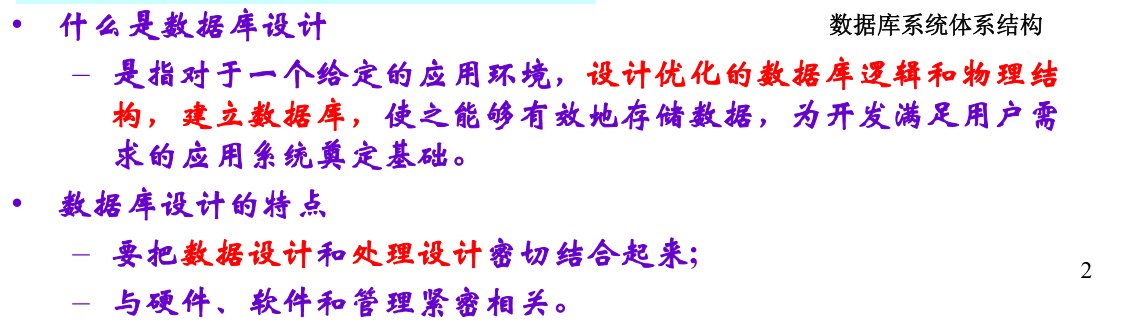 • 什么是数据库设计
数据库系统体系结构
– 是指对于一个给定的应用环境，设计优化的数据库逻辑和物理结
构，建立数据库，使之能够有效地存储数据，为开发满足用户需
求的应用系统奠定基础。
• 数据库设计的特点
– 要把数据设计和处理设计密切结合起来;
2
– 与硬件、软件和管理紧密相关。